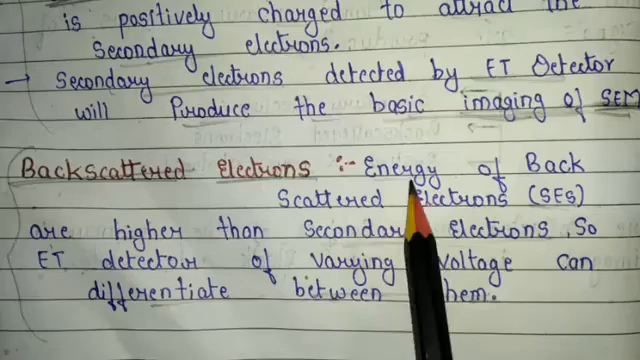 is positively charged to attract the
Secondary electrons.
→ Secondary electrons detected by ET Detector
will Produce the basic imaging of SEM
Backscattered Electrons :- Energy of Back
Scattered Electrons (SEs)
are higher than Secondary Electrons, So
ET detector of varying voltage can
differentiate between them.